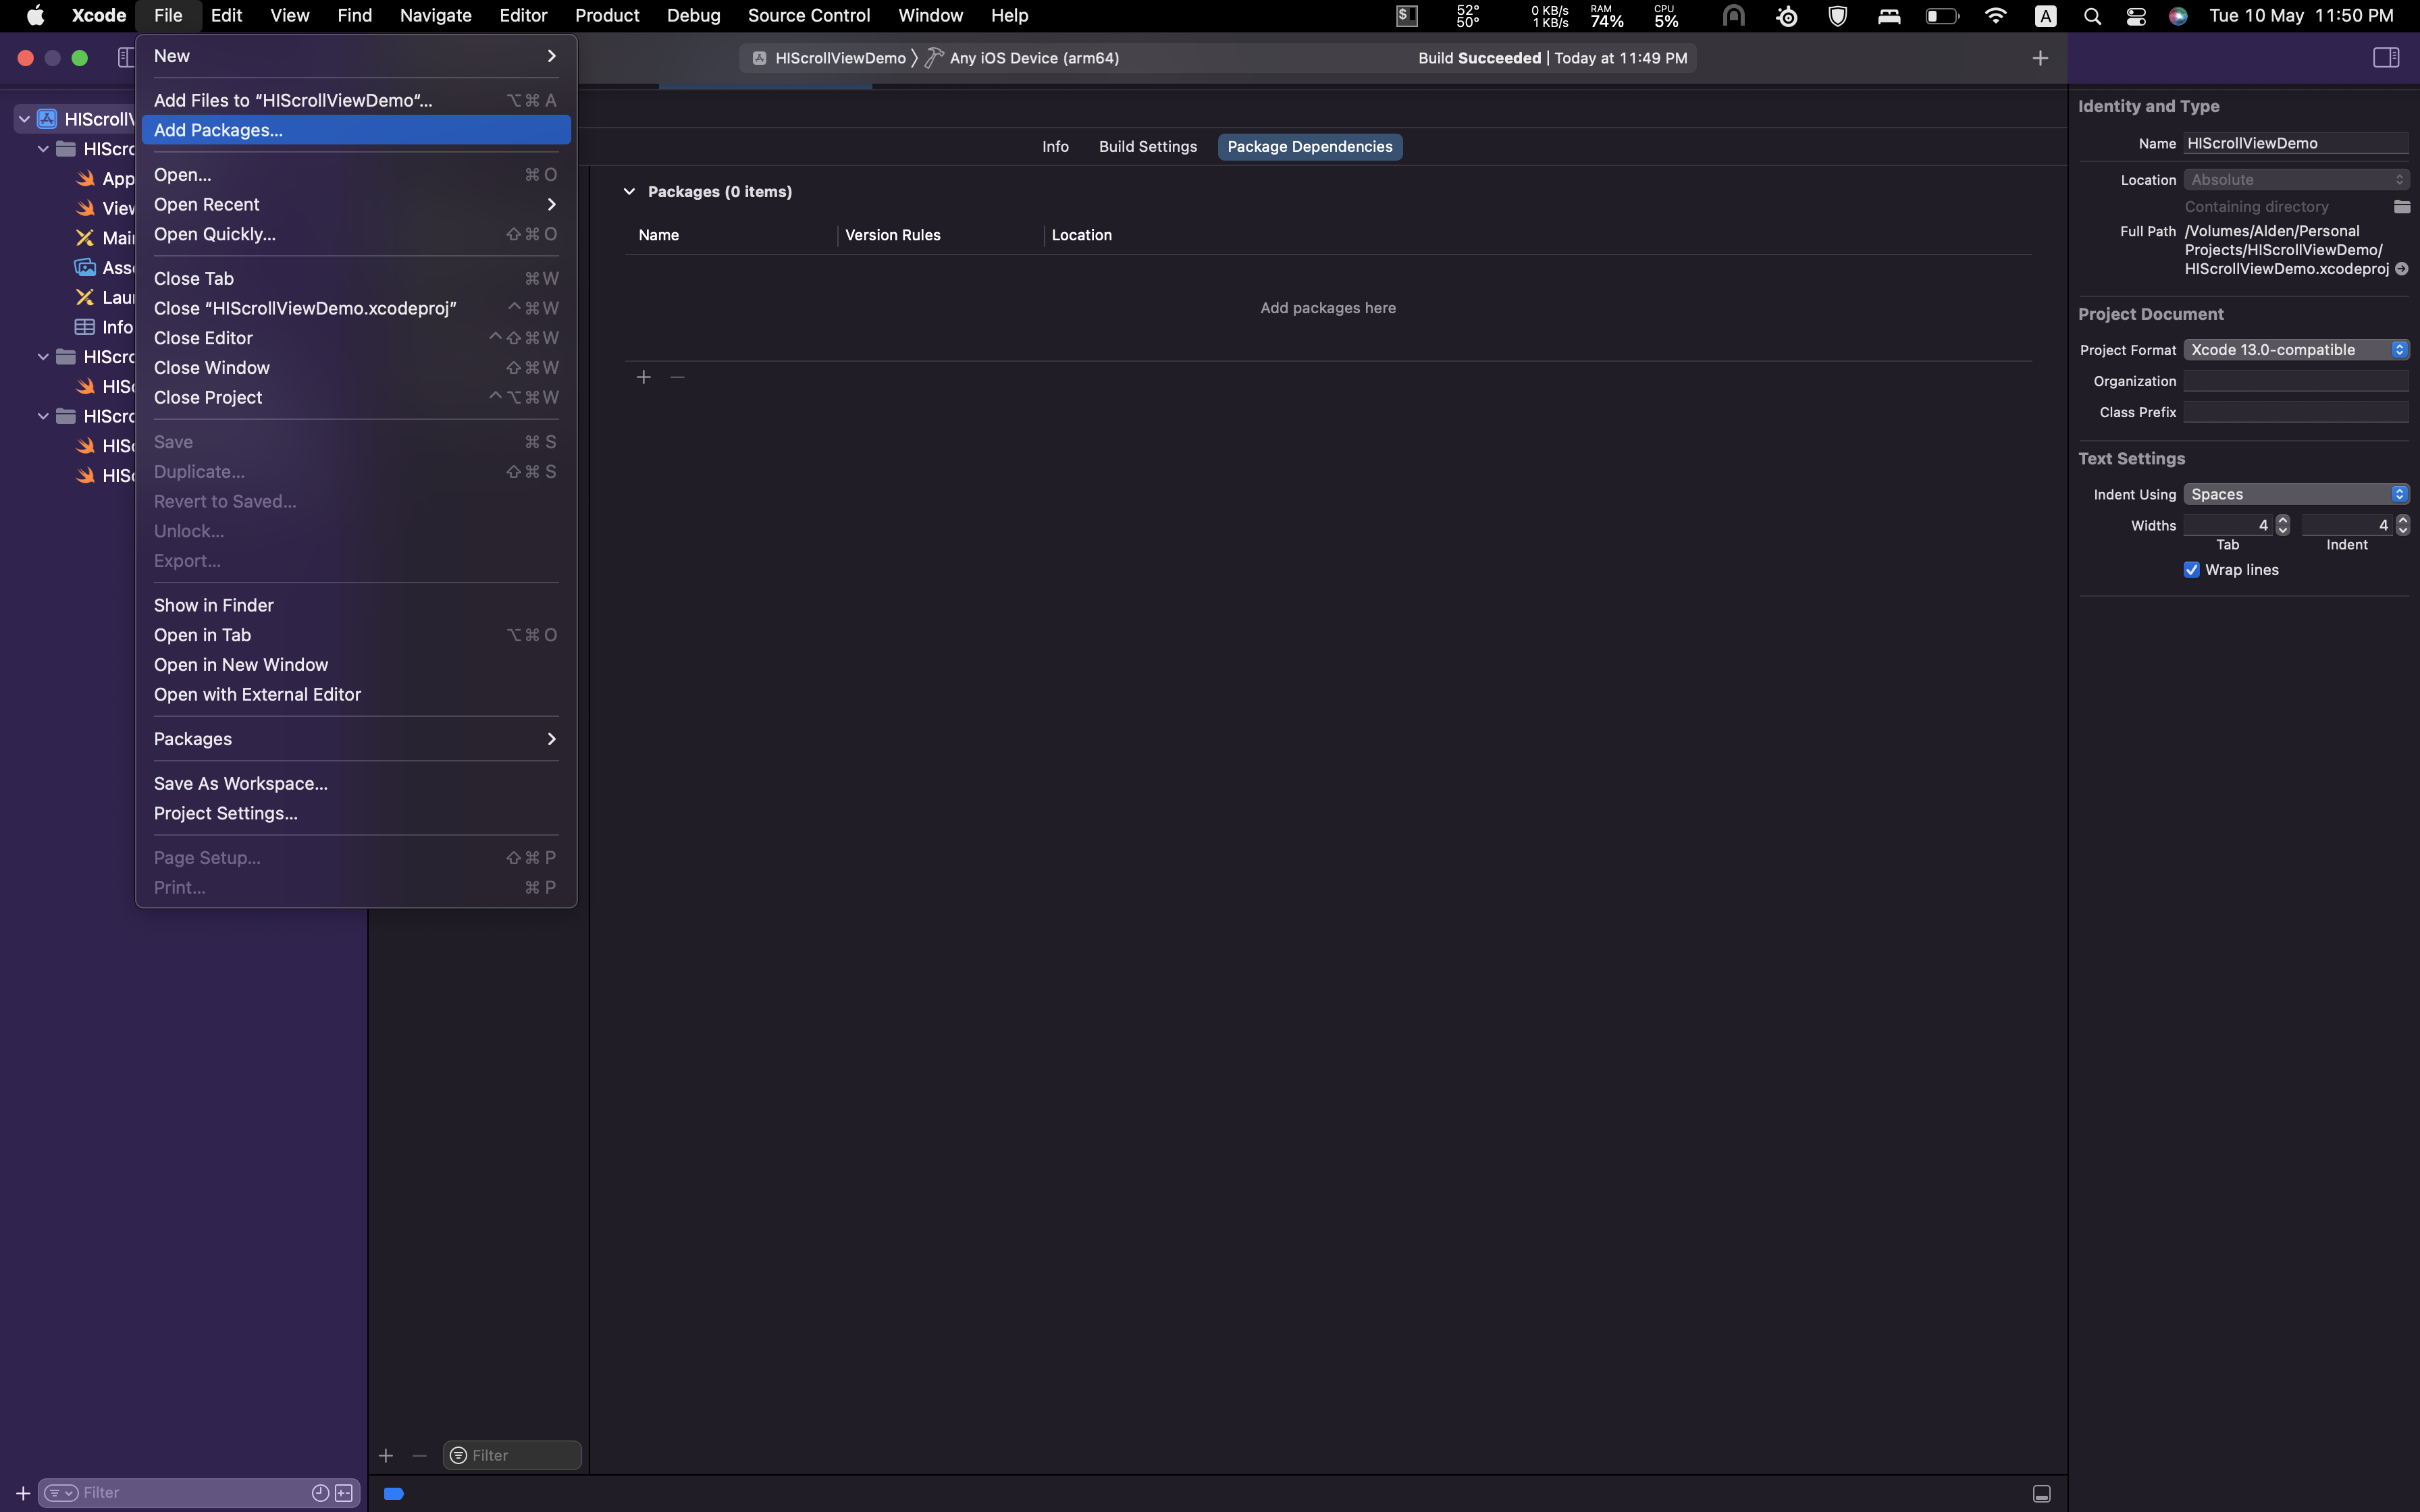 Xcode File Edit View Find Navigate Editor Product Debug Source Control Window Help
$ 52° 50° 0 KB/s 1 KB/s RAM 74% CPU 5% A Tue 10 May 11:50 PM
HIScrollViewDemo 〉 Any iOS Device (arm64) Build Succeeded | Today at 11:49 PM
New
Add Files to “HIScrollViewDemo“... ⌥⌘A
Add Packages...
Open... ⌘O
Open Recent
Open Quickly... ⇧⌘O
Close Tab ⌘W
Close “HIScrollViewDemo.xcodeproj” ^⌘W
Close Editor ^⇧⌘W
Close Window ⇧⌘W
Close Project ^⌥⌘W
Save ⌘S
Duplicate... ⇧⌘S
Revert to Saved...
Unlock...
Export...
Show in Finder
Open in Tab ⌥⌘O
Open in New Window
Open with External Editor
Packages
Save As Workspace...
Project Settings...
Page Setup... ⇧⌘P
Print... ⌘P
HIScrollV
HIScro
App
View
Mai
Asse
Lau
Info
HIScro
HISc
HIScro
HISc
HISc
Filter
Filter
Info Build Settings Package Dependencies
Packages (0 items)
Name Version Rules Location
Add packages here
Identity and Type
Name HIScrollViewDemo
Location Absolute
Containing directory
Full Path /Volumes/Alden/Personal
Projects/HIScrollViewDemo/
HIScrollViewDemo.xcodeproj
Project Document
Project Format Xcode 13.0-compatible
Organization
Class Prefix
Text Settings
Indent Using Spaces
Widths 4 4
Tab Indent
Wrap lines